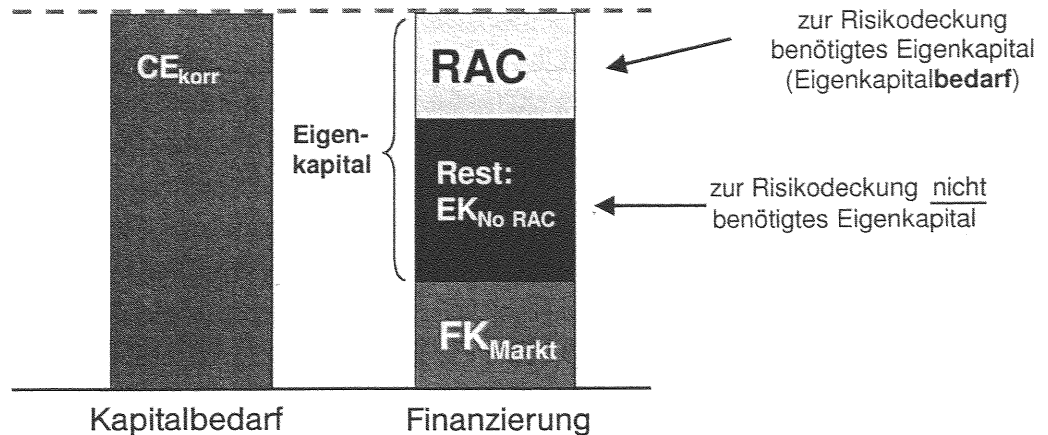 CEkorr
Eigen-
kapital
RAC
Rest:
EKNo RAC
FKMarkt
zur Risikodeckung
benötigtes Eigenkapital
(Eigenkapitalbedarf)
zur Risikodeckung nicht
benötigtes Eigenkapital
Kapitalbedarf
Finanzierung